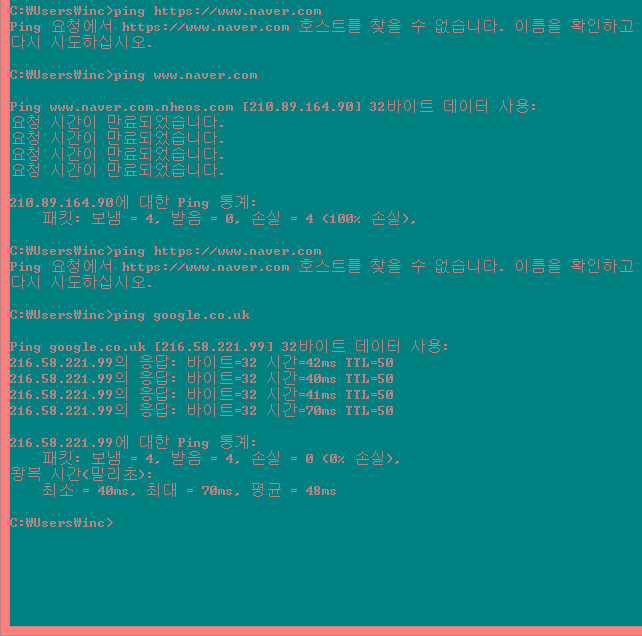 C:₩Users₩inc>ping https://www.naver.com
Ping 요청에서 https://www.naver.com 호스트를 찾을 수 없습니다. 이름을 확인하고
다시 시도하십시오.
C:₩Users₩inc>ping www.naver.com
Ping www.naver.com.nheos.com [210.89.164.90] 32바이트 데이터 사용:
요청 시간이 만료되었습니다.
요청 시간이 만료되었습니다.
요청 시간이 만료되었습니다.
요청 시간이 만료되었습니다.
210.89.164.90에 대한 Ping 통계:
패킷: 보냄 = 4, 받음 = 0, 손실 = 4 (100% 손실),
C:₩Users₩inc>ping https://www.naver.com
Ping 요청에서 https://www.naver.com 호스트를 찾을 수 없습니다. 이름을 확인하고
다시 시도하십시오.
C:₩Users₩inc>ping google.co.uk
Ping google.co.uk [216.58.221.99] 32바이트 데이터 사용:
216.58.221.99의 응답: 바이트=32 시간=42ms TTL=50
216.58.221.99의 응답: 바이트=32 시간=40ms TTL=50
216.58.221.99의 응답: 바이트=32 시간=41ms TTL=50
216.58.221.99의 응답: 바이트=32 시간=70ms TTL=50
216.58.221.99에 대한 Ping 통계:
패킷: 보냄 = 4, 받음 = 4, 손실 = 0 (0% 손실),
왕복 시간(밀리초):
최소 = 40ms, 최대 = 70ms, 평균 = 48ms
C:₩Users₩inc>